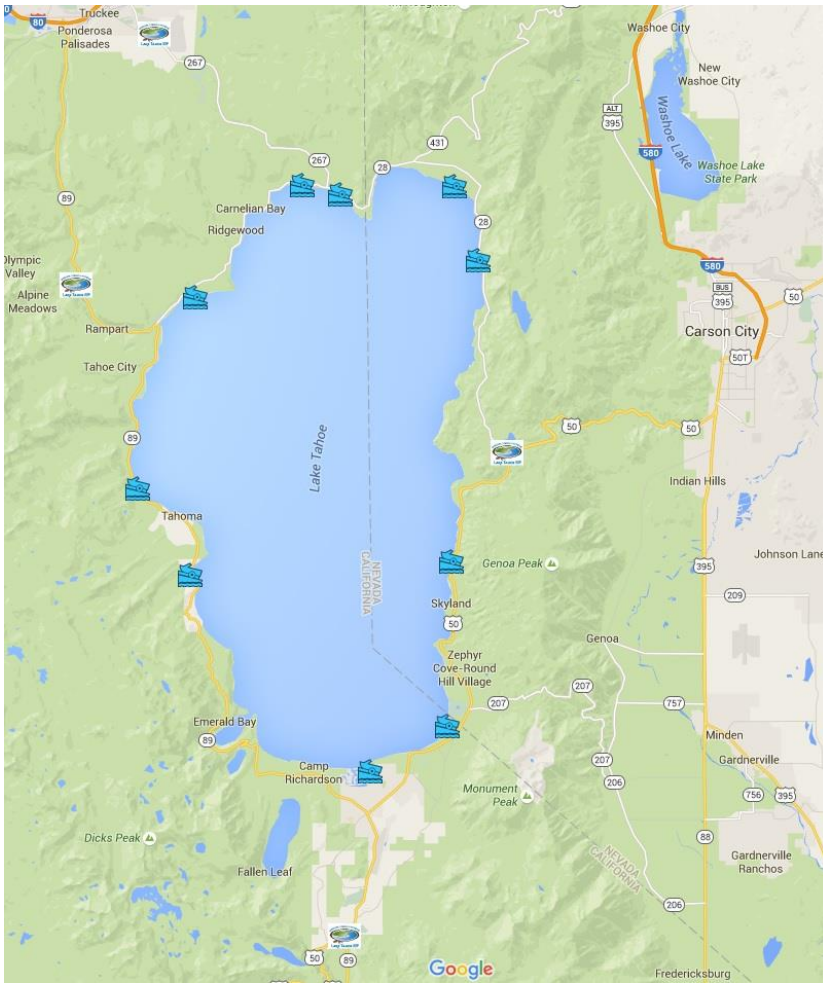 0
80
Truckee
Ponderosa
Palisades
267
Washoe City
New
Washoe City
ALT
395
Washoe Lake
431
580
Washoe Lake
State Park
267
28
89
Carnelian Bay
28
Ridgewood
Olympic
Valley
580
Alpine
Meadows
BUS
395
50
Rampart
Carson City
50T
Tahoe City
50
50
89
Lake Tahoe
Indian Hills
Tahoma
Johnson Lane
NEVADA
CALIFORNIA
Genoa Peak
395
209
Skyland
50
Genoa
Zephyr
Cove-Round
Hill Village
207
207
757
Emerald Bay
89
Minden
207
Gardnerville
Camp
Richardson
206
Monument
Peak
756
395
Dicks Peak
88
NEVADA
CALIFORNIA
Gardnerville
Ranchos
Fallen Leaf
206
50
89
Google
Fredericksburg